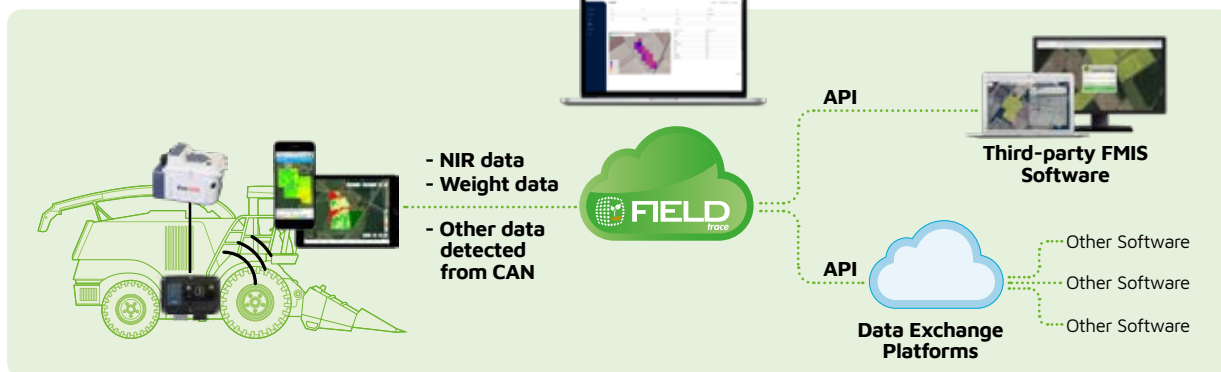 - NIR data
- Weight data
- Other data
detected
from CAN
FIELD
trace
API
Third-party FMIS
Software
API
Data Exchange
Platforms
Other Software
Other Software
Other Software